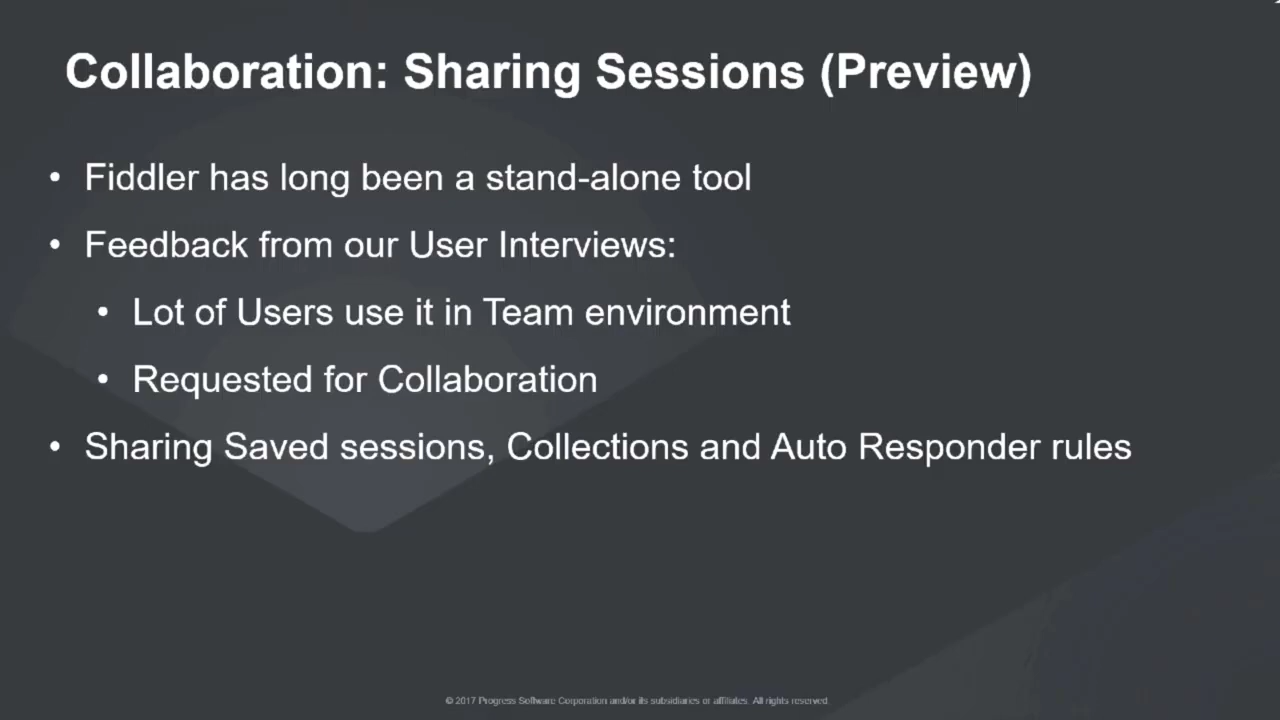 Collaboration: Sharing Sessions (Preview)
• Fiddler has long been a stand-alone tool
• Feedback from our User Interviews:
• Lot of Users use it in Team environment
• Requested for Collaboration
• Sharing Saved sessions, Collections and Auto Responder rules
© 2017 Progress Software Corporation and/or its subsidiaries or affiliates. All rights reserved.